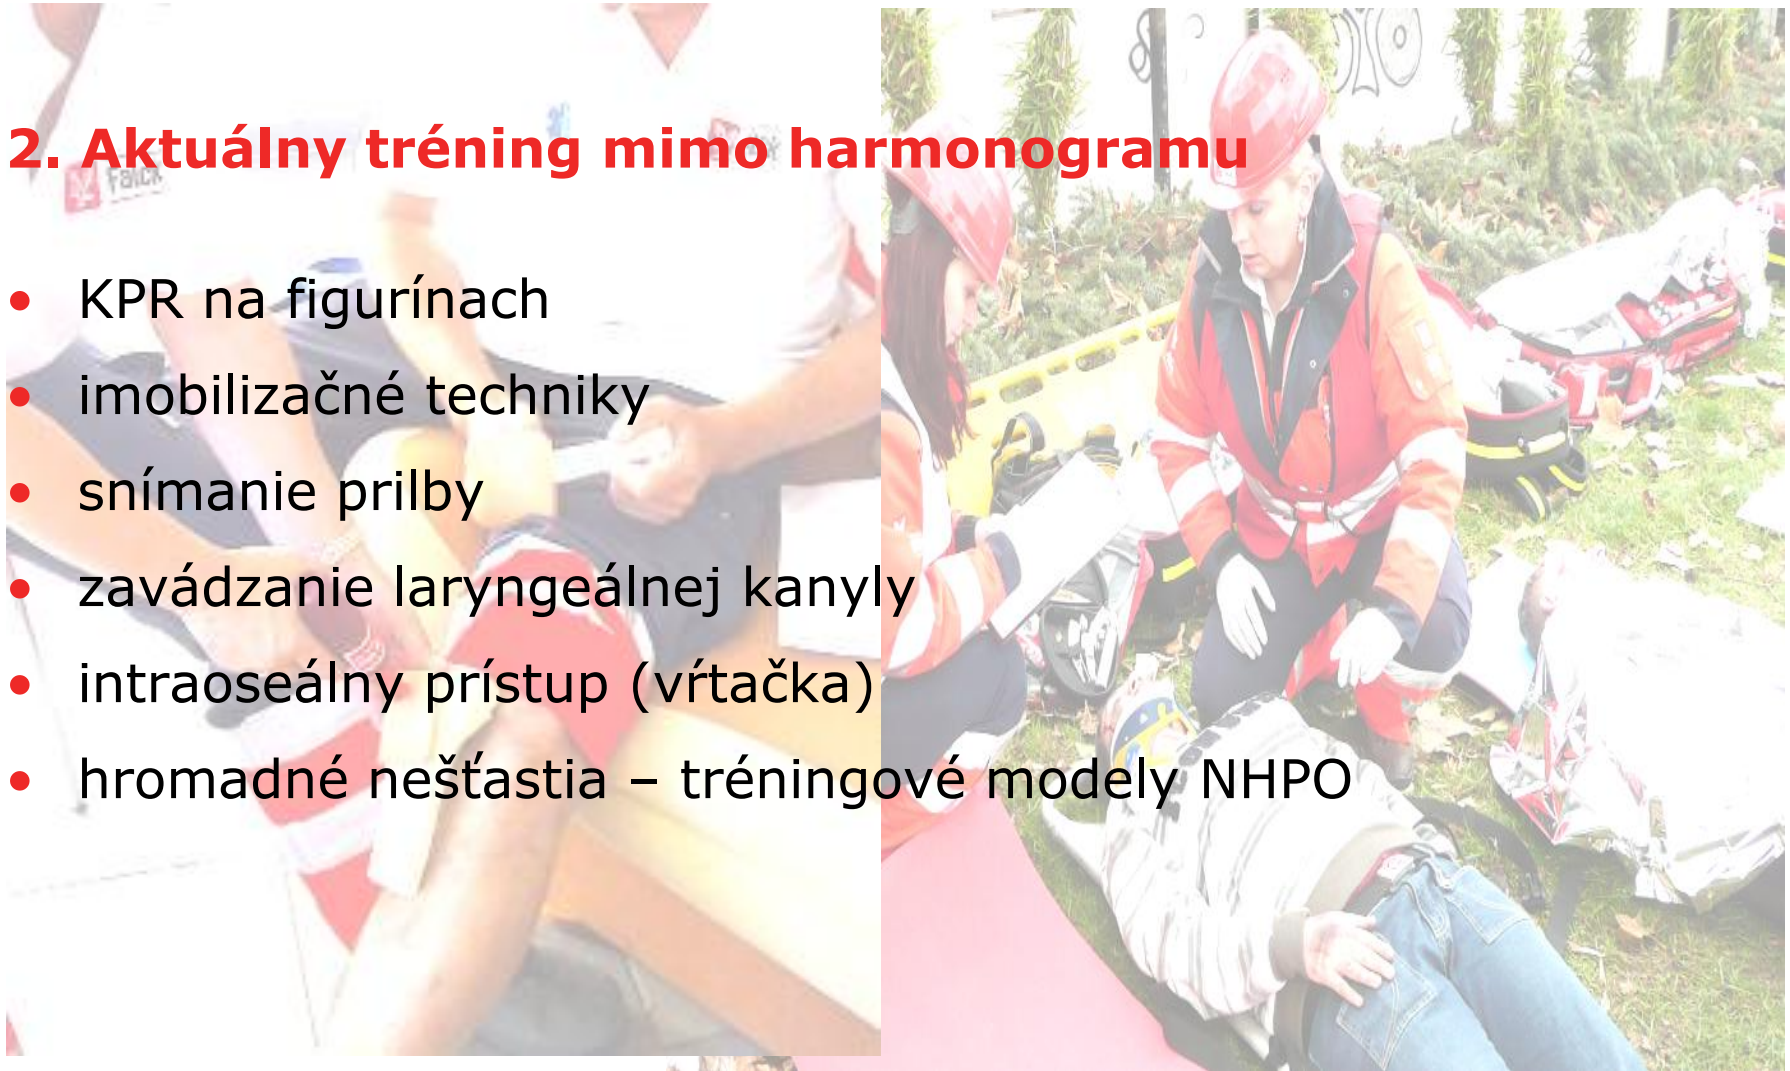 2. Aktuálny tréning mimo harmonogramu
Falck
• KPR na figurínach
• imobilizačné techniky
• snímanie prilby
• zavádzanie laryngeálnej kanyly
• intraoseálny prístup (vŕtačka)
• hromadné nešťastia – tréningové modely NHPO